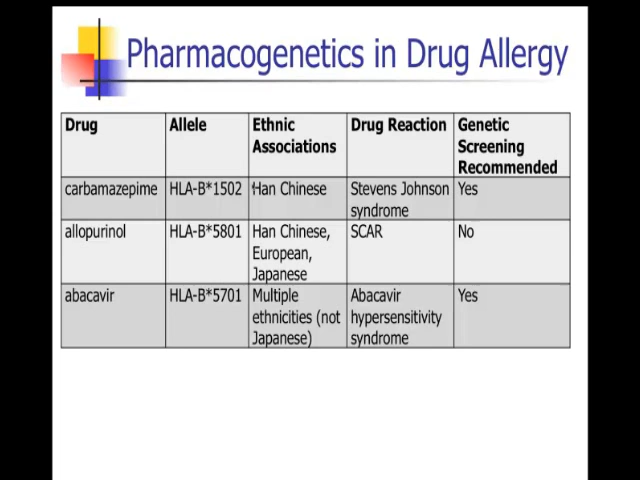 Pharmacogenetics in Drug Allergy
Drug Allele Ethnic Associations Drug Reaction Genetic Screening Recommended
carbamazepime HLA-B*1502 Han Chinese Stevens Johnson syndrome Yes
allopurinol HLA-B*5801 Han Chinese, European, Japanese SCAR No
abacavir HLA-B*5701 Multiple ethnicities (not Japanese) Abacavir hypersensitivity syndrome Yes